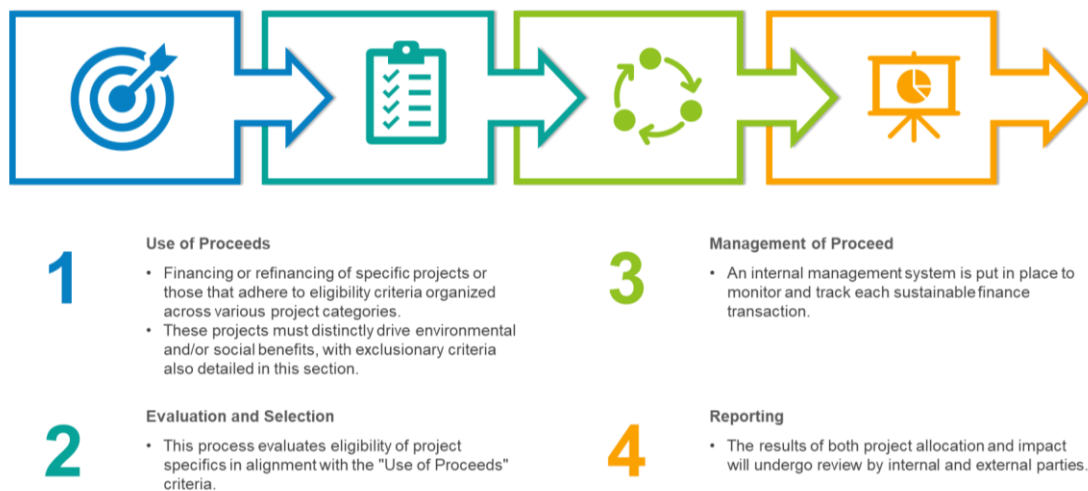 1
Use of Proceeds
• Financing or refinancing of specific projects or
those that adhere to eligibility criteria organized
across various project categories.
• These projects must distinctly drive environmental
and/or social benefits, with exclusionary criteria
also detailed in this section.
2
Evaluation and Selection
• This process evaluates eligibility of project
specifics in alignment with the "Use of Proceeds"
criteria.
3
Management of Proceed
• An internal management system is put in place to
monitor and track each sustainable finance
transaction.
4
Reporting
• The results of both project allocation and impact
will undergo review by internal and external parties.